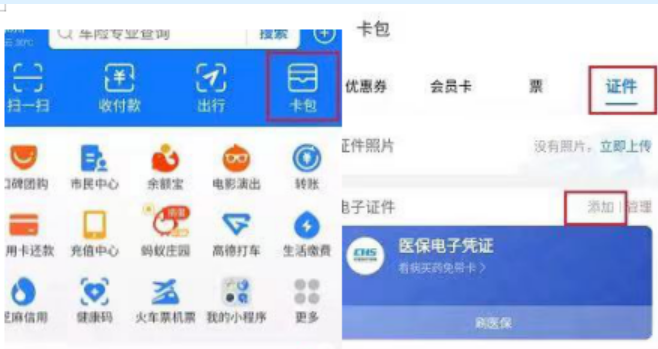 30℃
车险专业查询
搜索
扫一扫
收付款
出行
卡包
口碑团购
市民中心
余额宝
电影演出
转账
用卡还款
充值中心
蚂蚁庄园
高德打车
生活缴费
芝麻信用
健康码
火车票机票
我的小程序
更多
卡包
优惠券
会员卡
票
证件
证件照片
没有照片，立即上传
电子证件
添加|管理
CHS
医保电子凭证
看病买药免带卡>
刷医保